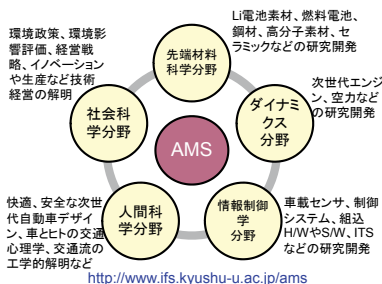 Li電池素材、燃料電池、
鋼材、高分子素材、セ
ラミックなどの研究開発
環境政策、環境影
響評価、経営戦
略、イノベーション
や生産など技術
経営の解明
先端材料
科学分野
次世代エンジ
ン、空力など
の研究開発
社会科
学分野
ダイナミ
クス
分野
AMS
人間科
学分野
情報制御
学
分野
快適、安全な次世
代自動車デザイ
ン、車とヒトの交通
心理学、交通流の
工学的解明など
車載センサ、制御
システム、組込
H/WやS/W、ITS
などの研究開発
http://www.ifs.kyushu-u.ac.jp/ams